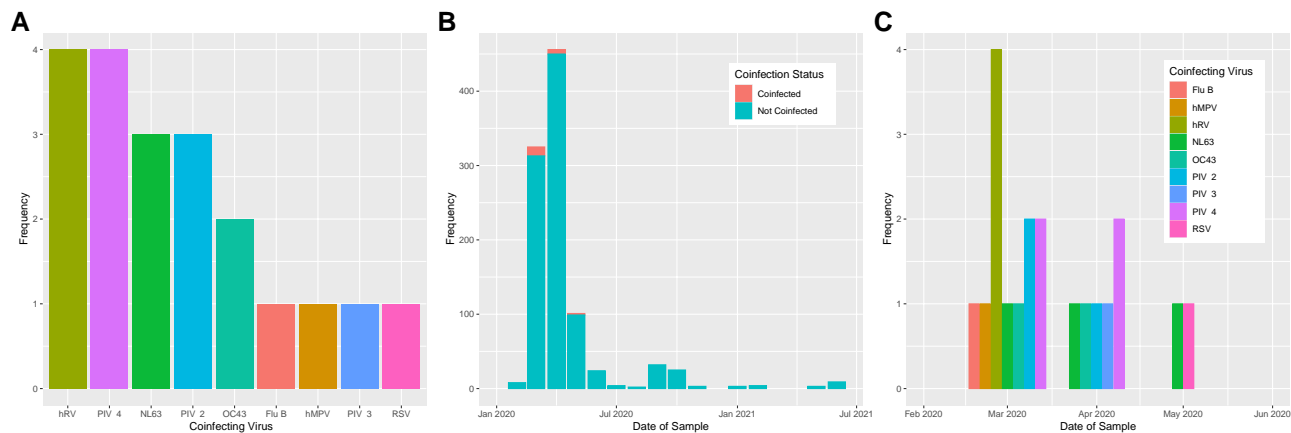 A
Frequency
4
3
2
1
0
hRV PIV 4 NL63 PIV 2 OC43 Flu B hMPV PIV 3 RSV
Coinfecting Virus
B
Frequency
400
300
200
100
0
Coinfection Status
Coinfected
Not Coinfected
Jan 2020 Jul 2020 Jan 2021 Jul 2021
Date of Sample
C
Frequency
4
3
2
1
0
Coinfecting Virus
Flu B
hMPV
hRV
NL63
OC43
PIV 2
PIV 3
PIV 4
RSV
Feb 2020 Mar 2020 Apr 2020 May 2020 Jun 2020
Date of Sample